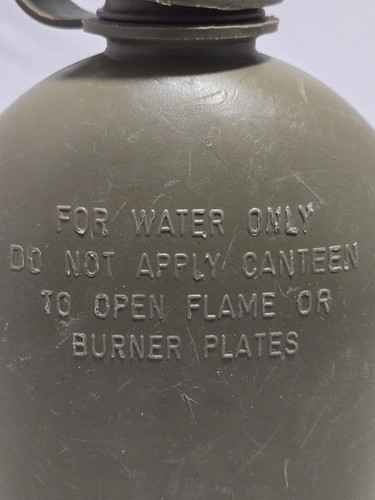 FOR WATER ONLY
DO NOT APPLY CANTEEN
TO OPEN FLAME OR
BURNER PLATES